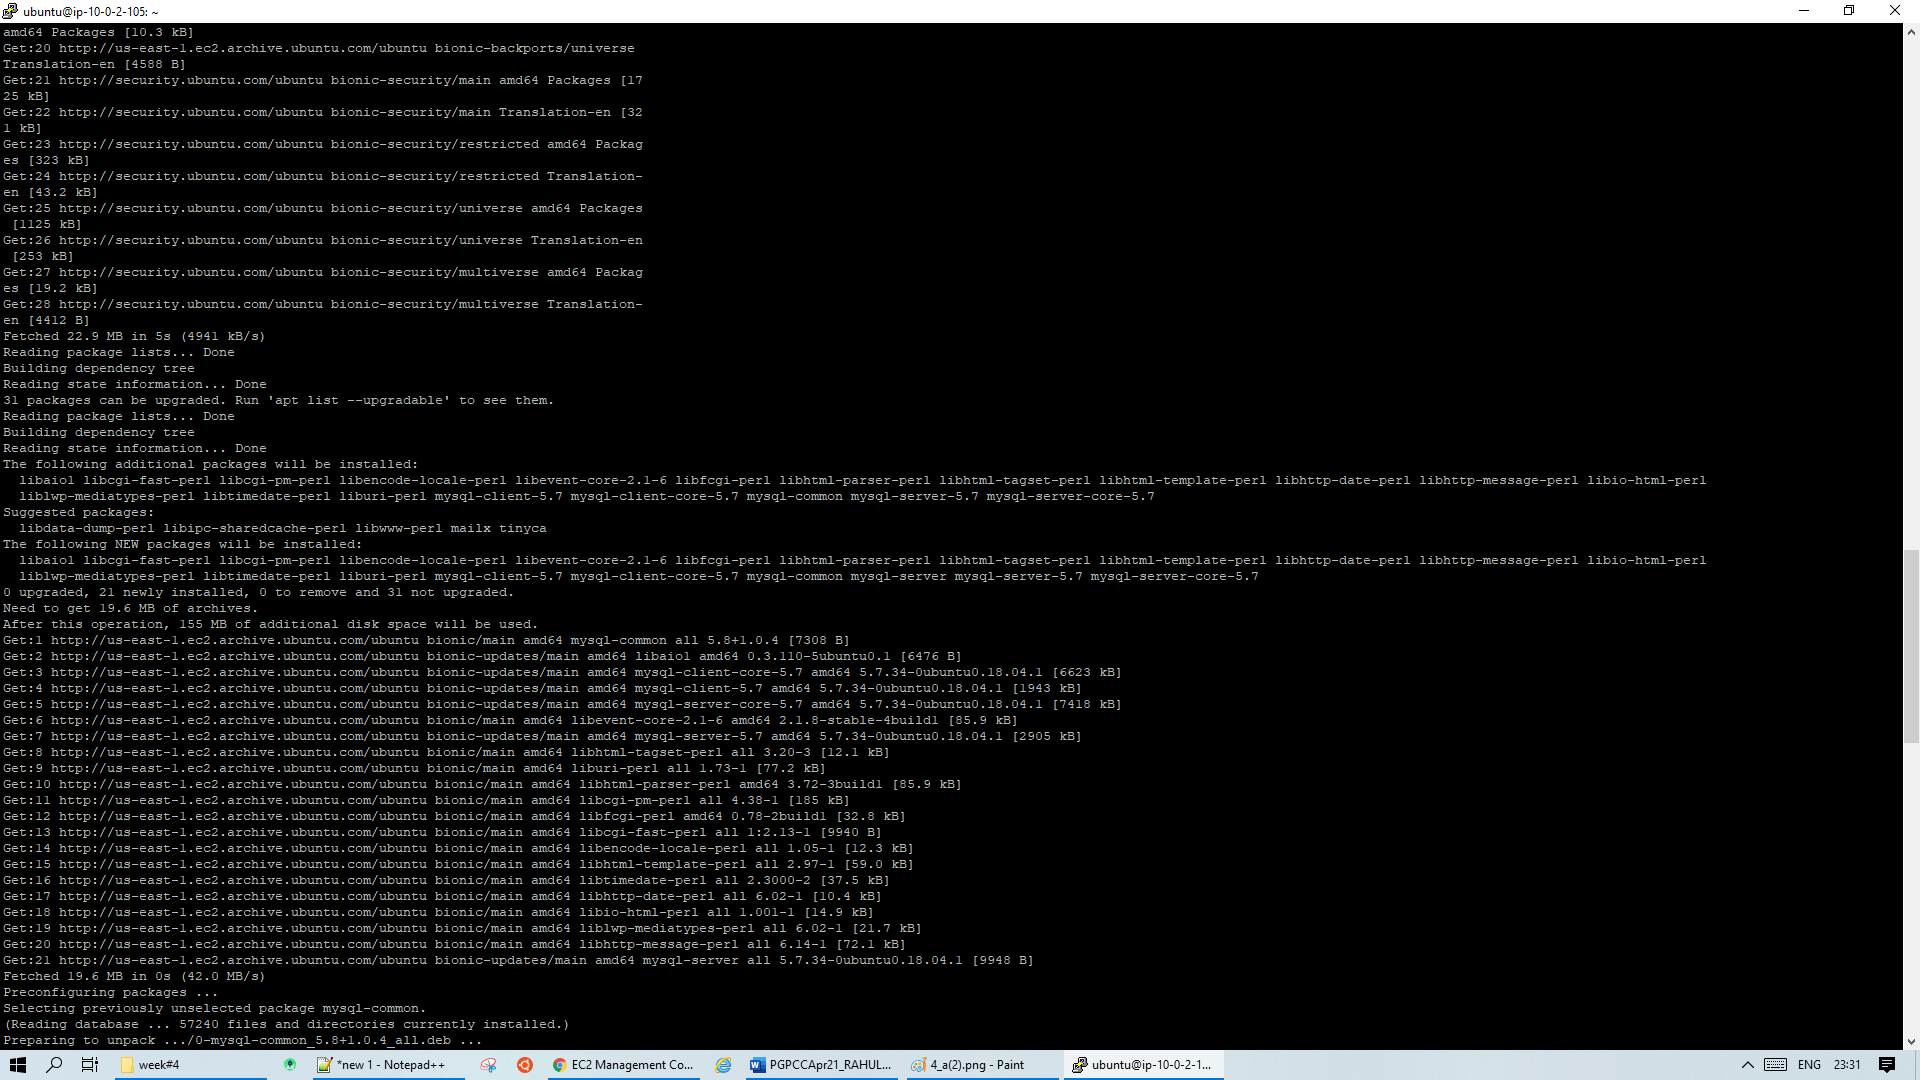 ubuntu@ip-10-0-2-105: ~
amd64 Packages [10.3 kB]
Get:20 http://us-east-1.ec2.archive.ubuntu.com/ubuntu bionic-backports/universe
Translation-en [4588 B]
Get:21 http://security.ubuntu.com/ubuntu bionic-security/main amd64 Packages [17
25 kB]
Get:22 http://security.ubuntu.com/ubuntu bionic-security/main Translation-en [32
1 kB]
Get:23 http://security.ubuntu.com/ubuntu bionic-security/restricted amd64 Packag
es [323 kB]
Get:24 http://security.ubuntu.com/ubuntu bionic-security/restricted Translation-
en [43.2 kB]
Get:25 http://security.ubuntu.com/ubuntu bionic-security/universe amd64 Packages
[1125 kB]
Get:26 http://security.ubuntu.com/ubuntu bionic-security/universe Translation-en
[253 kB]
Get:27 http://security.ubuntu.com/ubuntu bionic-security/multiverse amd64 Packag
es [19.2 kB]
Get:28 http://security.ubuntu.com/ubuntu bionic-security/multiverse Translation-
en [4412 B]
Fetched 22.9 MB in 5s (4941 kB/s)
Reading package lists... Done
Building dependency tree
Reading state information... Done
31 packages can be upgraded. Run 'apt list --upgradable' to see them.
Reading package lists... Done
Building dependency tree
Reading state information... Done
The following additional packages will be installed:
libaio1 libcgi-fast-perl libcgi-pm-perl libencode-locale-perl libevent-core-2.1-6 libfcgi-perl libhtml-parser-perl libhtml-tagset-perl libhtml-template-perl libhttp-date-perl libhttp-message-perl libio-html-perl
liblwp-mediatypes-perl libtimedate-perl liburi-perl mysql-client-5.7 mysql-client-core-5.7 mysql-common mysql-server-5.7 mysql-server-core-5.7
Suggested packages:
libdata-dump-perl libipc-sharedcache-perl libwww-perl mailx tinyca
The following NEW packages will be installed:
libaio1 libcgi-fast-perl libcgi-pm-perl libencode-locale-perl libevent-core-2.1-6 libfcgi-perl libhtml-parser-perl libhtml-tagset-perl libhtml-template-perl libhttp-date-perl libhttp-message-perl libio-html-perl
liblwp-mediatypes-perl libtimedate-perl liburi-perl mysql-client-5.7 mysql-client-core-5.7 mysql-common mysql-server mysql-server-5.7 mysql-server-core-5.7
0 upgraded, 21 newly installed, 0 to remove and 31 not upgraded.
Need to get 19.6 MB of archives.
After this operation, 155 MB of additional disk space will be used.
Get:1 http://us-east-1.ec2.archive.ubuntu.com/ubuntu bionic/main amd64 mysql-common all 5.8+1.0.4 [7308 B]
Get:2 http://us-east-1.ec2.archive.ubuntu.com/ubuntu bionic-updates/main amd64 libaio1 amd64 0.3.110-5ubuntu0.1 [6476 B]
Get:3 http://us-east-1.ec2.archive.ubuntu.com/ubuntu bionic-updates/main amd64 mysql-client-core-5.7 amd64 5.7.34-0ubuntu0.18.04.1 [6623 kB]
Get:4 http://us-east-1.ec2.archive.ubuntu.com/ubuntu bionic-updates/main amd64 mysql-client-5.7 amd64 5.7.34-0ubuntu0.18.04.1 [1943 kB]
Get:5 http://us-east-1.ec2.archive.ubuntu.com/ubuntu bionic-updates/main amd64 mysql-server-core-5.7 amd64 5.7.34-0ubuntu0.18.04.1 [7418 kB]
Get:6 http://us-east-1.ec2.archive.ubuntu.com/ubuntu bionic/main amd64 libevent-core-2.1-6 amd64 2.1.8-stable-4build1 [85.9 kB]
Get:7 http://us-east-1.ec2.archive.ubuntu.com/ubuntu bionic-updates/main amd64 mysql-server-5.7 amd64 5.7.34-0ubuntu0.18.04.1 [2905 kB]
Get:8 http://us-east-1.ec2.archive.ubuntu.com/ubuntu bionic/main amd64 libhtml-tagset-perl all 3.20-3 [12.1 kB]
Get:9 http://us-east-1.ec2.archive.ubuntu.com/ubuntu bionic/main amd64 liburi-perl all 1.73-1 [77.2 kB]
Get:10 http://us-east-1.ec2.archive.ubuntu.com/ubuntu bionic/main amd64 libhtml-parser-perl amd64 3.72-3build1 [85.9 kB]
Get:11 http://us-east-1.ec2.archive.ubuntu.com/ubuntu bionic/main amd64 libcgi-pm-perl all 4.38-1 [185 kB]
Get:12 http://us-east-1.ec2.archive.ubuntu.com/ubuntu bionic/main amd64 libfcgi-perl amd64 0.78-2build1 [32.8 kB]
Get:13 http://us-east-1.ec2.archive.ubuntu.com/ubuntu bionic/main amd64 libcgi-fast-perl all 1:2.13-1 [9940 B]
Get:14 http://us-east-1.ec2.archive.ubuntu.com/ubuntu bionic/main amd64 libencode-locale-perl all 1.05-1 [12.3 kB]
Get:15 http://us-east-1.ec2.archive.ubuntu.com/ubuntu bionic/main amd64 libhtml-template-perl all 2.97-1 [59.0 kB]
Get:16 http://us-east-1.ec2.archive.ubuntu.com/ubuntu bionic/main amd64 libtimedate-perl all 2.3000-2 [37.5 kB]
Get:17 http://us-east-1.ec2.archive.ubuntu.com/ubuntu bionic/main amd64 libhttp-date-perl all 6.02-1 [10.4 kB]
Get:18 http://us-east-1.ec2.archive.ubuntu.com/ubuntu bionic/main amd64 libio-html-perl all 1.001-1 [14.9 kB]
Get:19 http://us-east-1.ec2.archive.ubuntu.com/ubuntu bionic/main amd64 liblwp-mediatypes-perl all 6.02-1 [21.7 kB]
Get:20 http://us-east-1.ec2.archive.ubuntu.com/ubuntu bionic/main amd64 libhttp-message-perl all 6.14-1 [72.1 kB]
Get:21 http://us-east-1.ec2.archive.ubuntu.com/ubuntu bionic-updates/main amd64 mysql-server all 5.7.34-0ubuntu0.18.04.1 [9948 B]
Fetched 19.6 MB in 0s (42.0 MB/s)
Preconfiguring packages ...
Selecting previously unselected package mysql-common.
(Reading database ... 57240 files and directories currently installed.)
Preparing to unpack .../0-mysql-common_5.8+1.0.4_all.deb ...
week#4
*new 1 - Notepad++
EC2 Management Co...
PGPCCApr21_RAHUL...
4_a(2).png - Paint
ubuntu@ip-10-0-2-1...
ENG
23:31